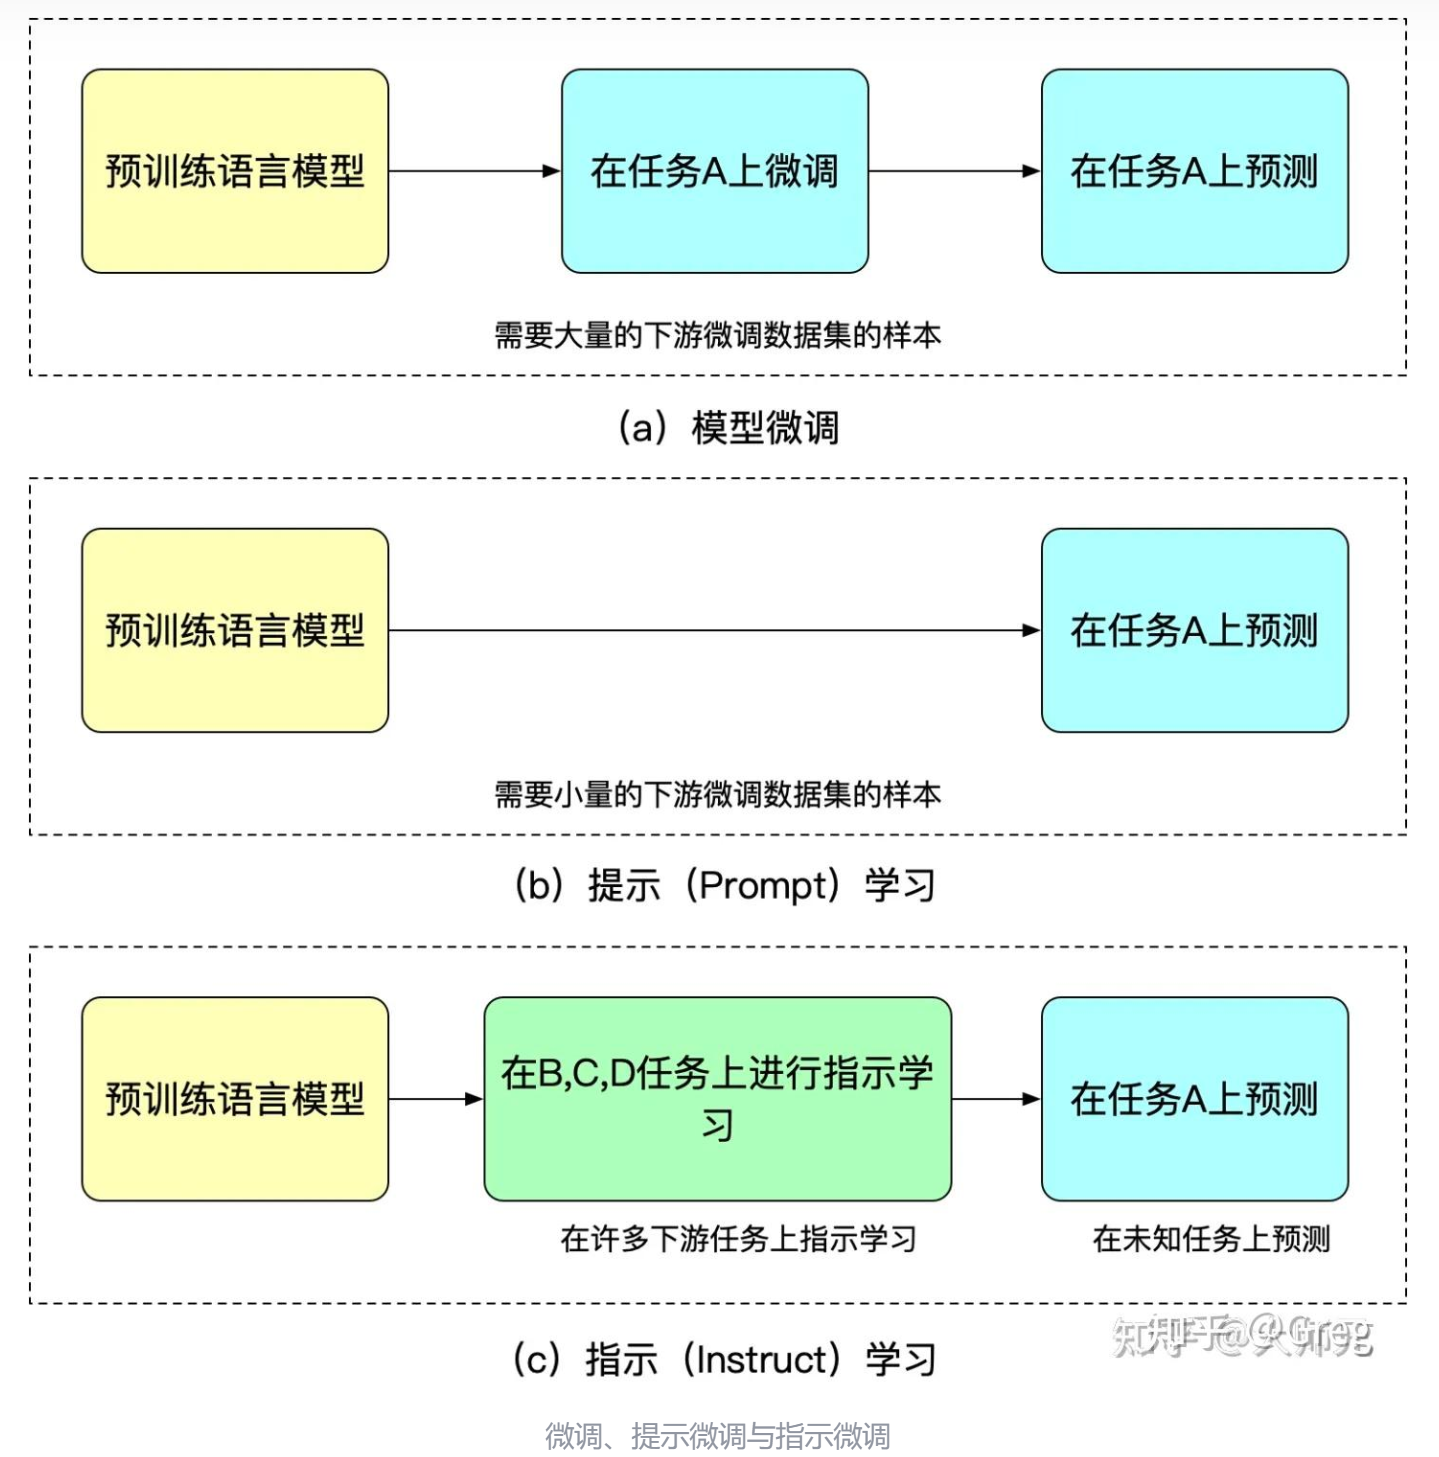 预训练语言模型
在任务A上微调
在任务A上预测
需要大量的下游微调数据集的样本
（a）模型微调
预训练语言模型
在任务A上预测
需要小量的下游微调数据集的样本
（b）提示（Prompt）学习
预训练语言模型
在B,C,D任务上进行指示学
习
在任务A上预测
在许多下游任务上指示学习
在未知任务上预测
（c）指示（Instruct）学习
知乎 @Greg
微调、提示微调与指示微调